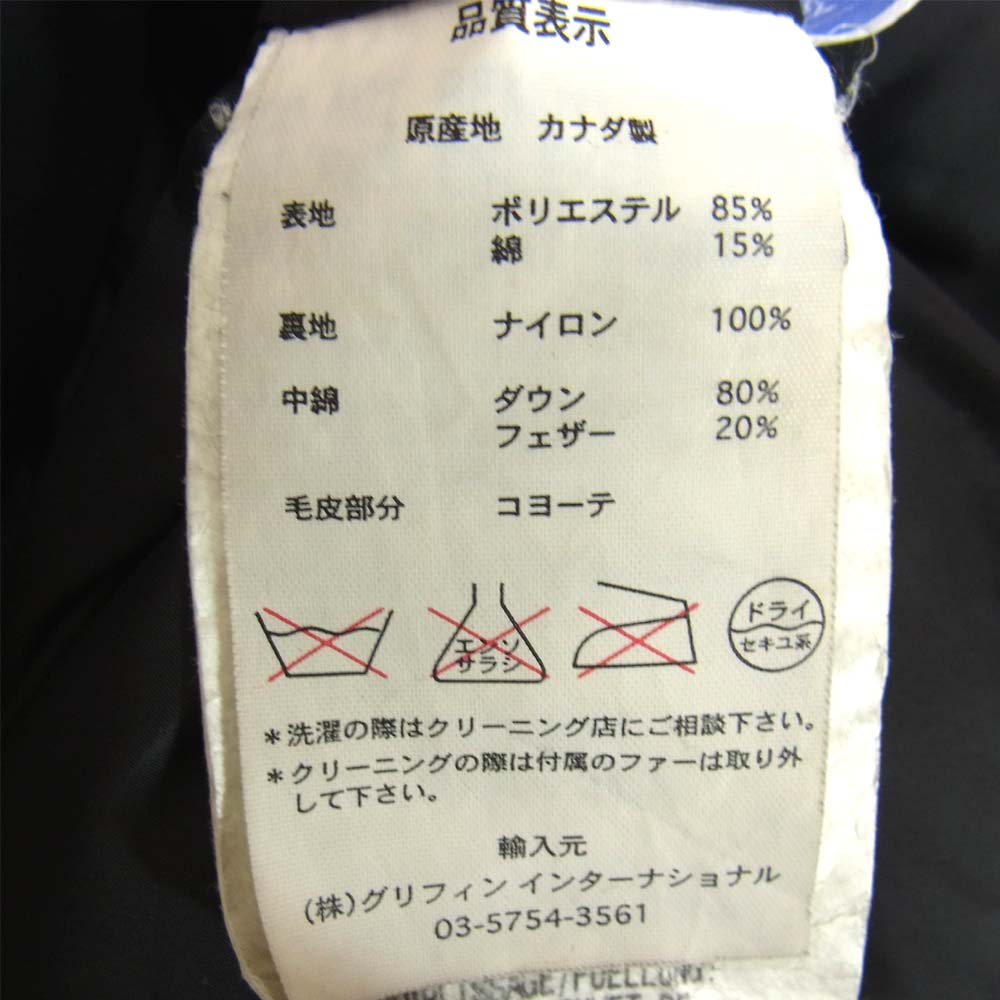 品質表示
原産地 カナダ製
表地 ポリエステル 85%
綿 15%
裏地 ナイロン 100%
中綿 ダウン 80%
フェザー 20%
毛皮部分 コヨーテ
エンソ
サラシ
ドライ
セキユ系
*洗濯の際はクリーニング店にご相談下さい。
*クリーニングの際は付属のファーは取り外
して下さい。
輸入元
(株)グリフィン インターナショナル
03-5754-3561